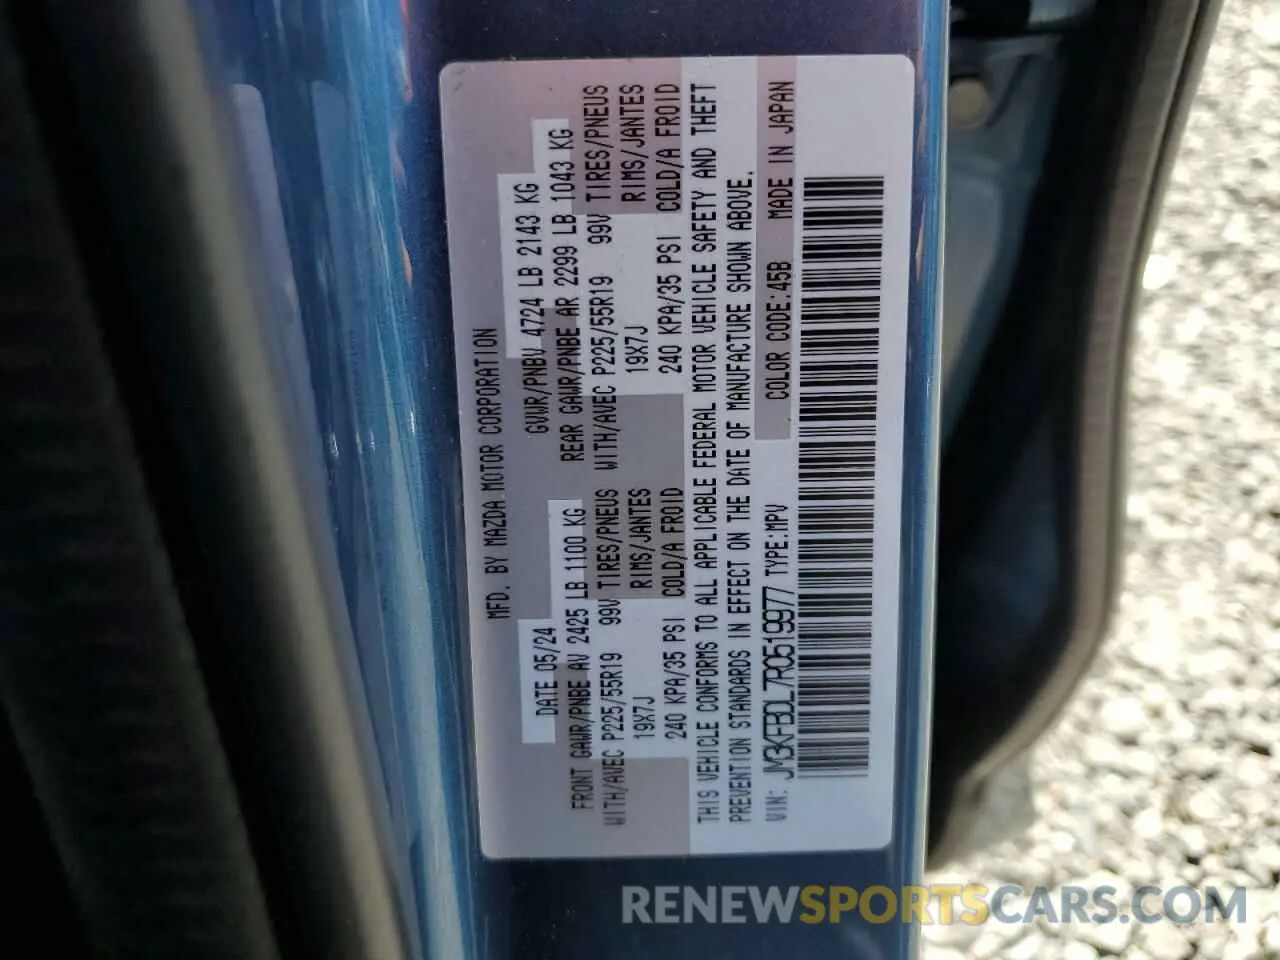 MFD. BY MAZDA MOTOR CORPORATION
DATE 05/24 GVWR/PNBV 4724 LB 2143 KG
FRONT GAWR/PNBE AV 2425 LB 1100 KG REAR GAWR/PNBE AR 2299 LB 1043 KG
WITH/AVEC P225/55R19 99V TIRES/PNEUS WITH/AVEC P225/55R19 99V TIRES/PNEUS
19X7J RIMS/JANTES 19X7J RIMS/JANTES
240 KPA/35 PSI COLD/A FROID 240 KPA/35 PSI COLD/A FROID
THIS VEHICLE CONFORMS TO ALL APPLICABLE FEDERAL MOTOR VEHICLE SAFETY AND THEFT
PREVENTION STANDARDS IN EFFECT ON THE DATE OF MANUFACTURE SHOWN ABOVE.
VIN: JM3KFBDL7R0519977 TYPE:MPV COLOR CODE:45B MADE IN JAPAN
RENEWSPORTSCARS.COM